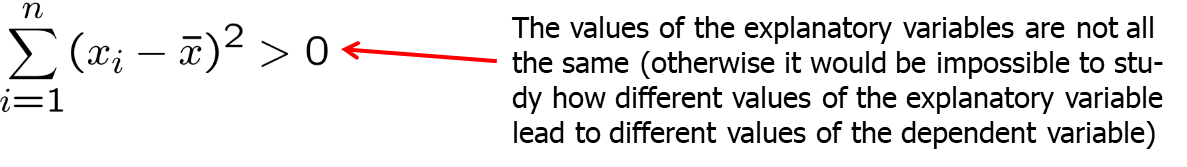 n
∑ (xᵢ − x̄)² > 0
i=1
The values of the explanatory variables are not all
the same (otherwise it would be impossible to stu-
dy how different values of the explanatory variable
lead to different values of the dependent variable)